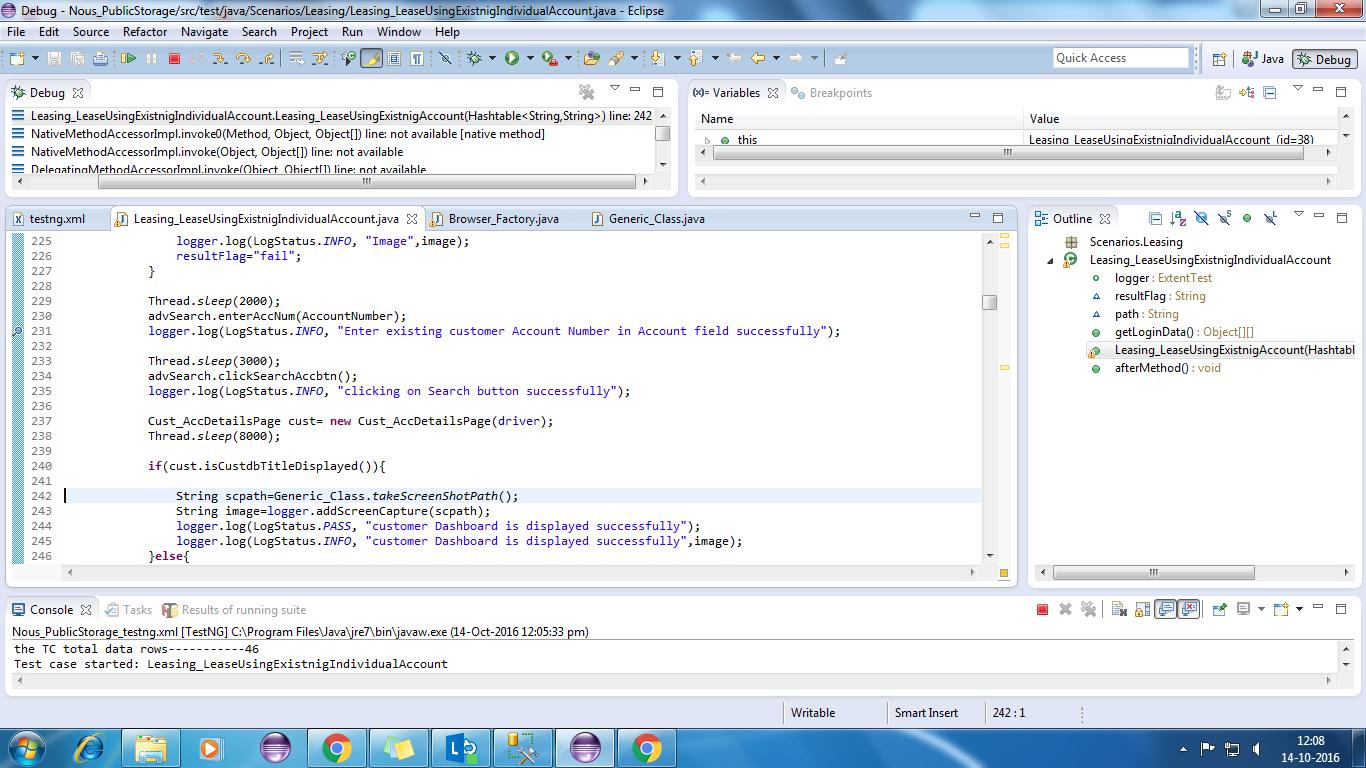 Debug - Nous_PublicStorage/src/test/java/Scenarios/Leasing/Leasing_LeaseUsingExistnigIndividualAccount.java - Eclipse
File Edit Source Refactor Navigate Search Project Run Window Help
Quick Access Java Debug
Debug
Leasing_LeaseUsingExistnigIndividualAccount.Leasing_LeaseUsingExistnigAccount(Hashtable<String,String>) line: 242
NativeMethodAccessorImpl.invoke0(Method, Object, Object[]) line: not available [native method]
NativeMethodAccessorImpl.invoke(Object, Object[]) line: not available
DelegatingMethodAccessorImpl.invoke(Object, Object[]) line: not available
(x)= Variables Breakpoints
Name Value
this Leasing_LeaseUsingExistnigIndividualAccount (id=38)
testng.xml Leasing_LeaseUsingExistnigIndividualAccount.java Browser_Factory.java Generic_Class.java
225 logger.log(LogStatus.INFO, "Image",image);
226 resultFlag="fail";
227 }
228
229 Thread.sleep(2000);
230 advSearch.enterAccNum(AccountNumber);
231 logger.log(LogStatus.INFO, "Enter existing customer Account Number in Account field successfully");
232
233 Thread.sleep(3000);
234 advSearch.clickSearchAccbtn();
235 logger.log(LogStatus.INFO, "clicking on Search button successfully");
236
237 Cust_AccDetailsPage cust= new Cust_AccDetailsPage(driver);
238 Thread.sleep(8000);
239
240 if(cust.isCustdbTitleDisplayed()){
241
242 String scpath=Generic_Class.takeScreenShotPath();
243 String image=logger.addScreenCapture(scpath);
244 logger.log(LogStatus.PASS, "customer Dashboard is displayed successfully");
245 logger.log(LogStatus.INFO, "customer Dashboard is displayed successfully",image);
246 }else{
Outline
Scenarios.Leasing
Leasing_LeaseUsingExistnigIndividualAccount
logger : ExtentTest
resultFlag : String
path : String
getLoginData() : Object[][]
Leasing_LeaseUsingExistnigAccount(Hashtabl
afterMethod() : void
Console Tasks Results of running suite
Nous_PublicStorage_testng.xml [TestNG] C:\Program Files\Java\jre7\bin\javaw.exe (14-Oct-2016 12:05:33 pm)
the TC total data rows-----------46
Test case started: Leasing_LeaseUsingExistnigIndividualAccount
Writable Smart Insert 242 : 1
12:08
14-10-2016